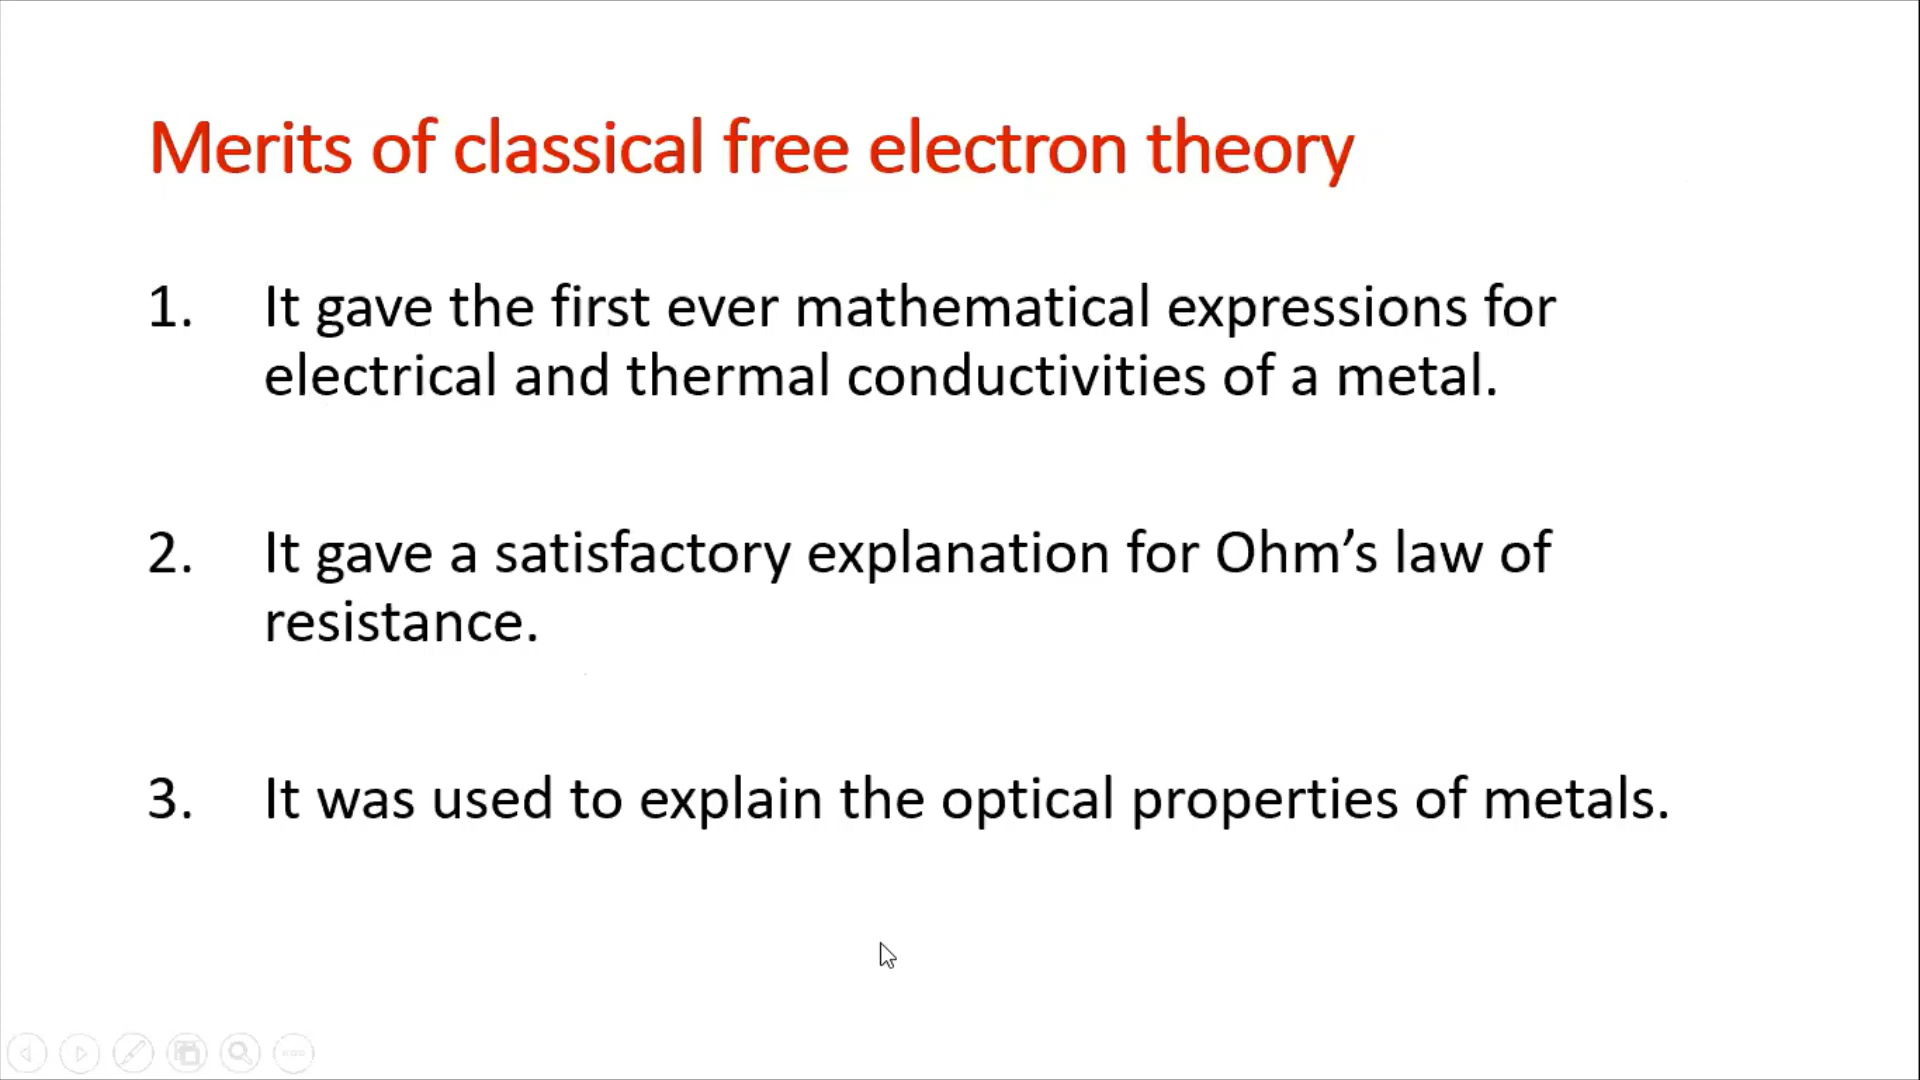 Merits of classical free electron theory
1. It gave the first ever mathematical expressions for
electrical and thermal conductivities of a metal.
2. It gave a satisfactory explanation for Ohm’s law of
resistance.
3. It was used to explain the optical properties of metals.